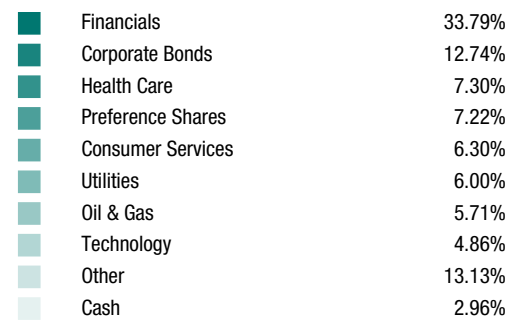 Financials 33.79%
Corporate Bonds 12.74%
Health Care 7.30%
Preference Shares 7.22%
Consumer Services 6.30%
Utilities 6.00%
Oil & Gas 5.71%
Technology 4.86%
Other 13.13%
Cash 2.96%